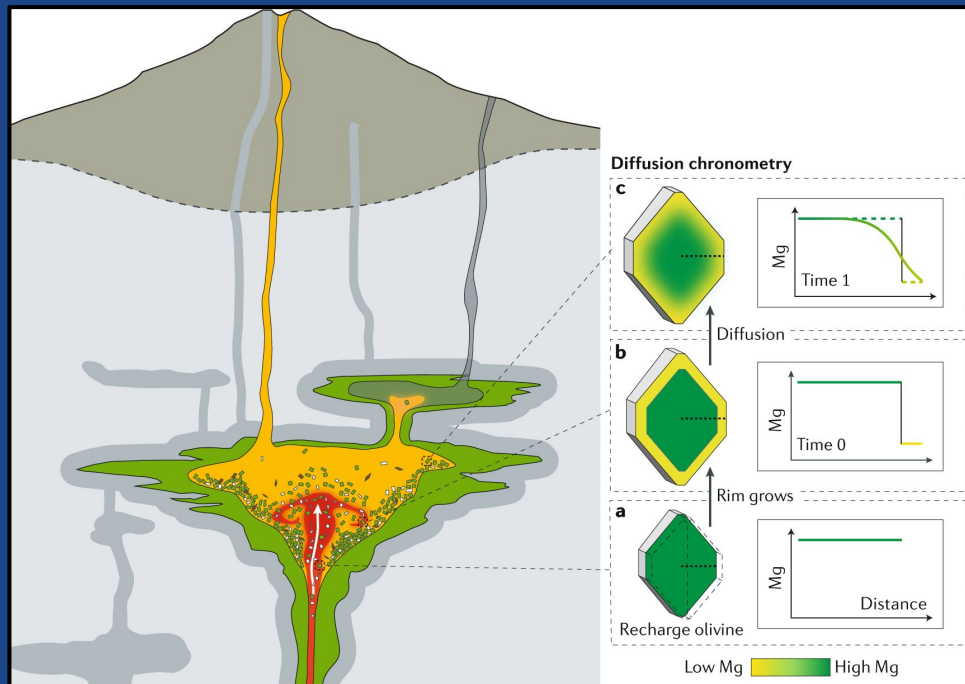 Diffusion chronometry
c
Mg
Time 1
Diffusion
b
Mg
Time 0
Rim grows
a
Mg
Distance
Recharge olivine
Low Mg High Mg